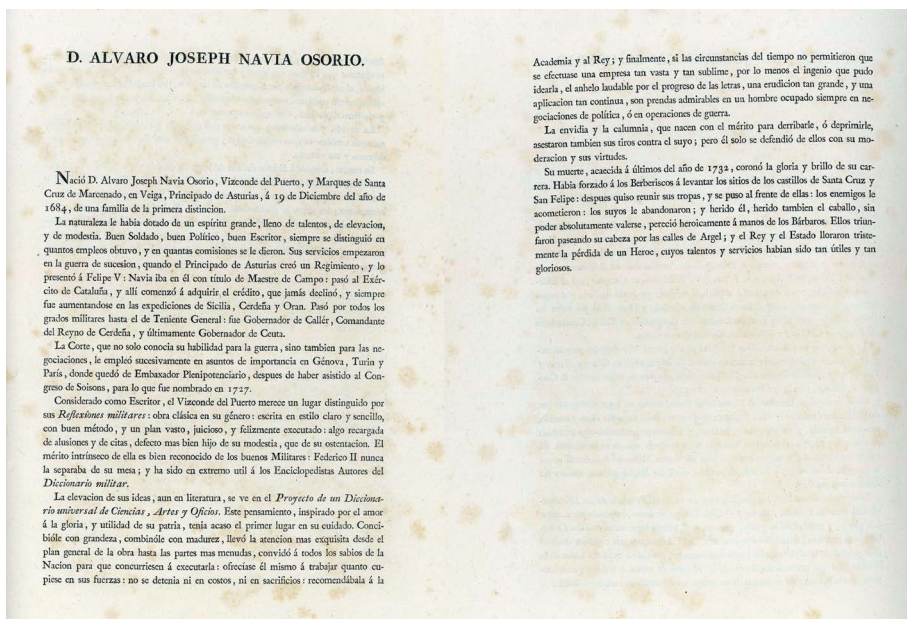 D. ALVARO JOSEPH NAVIA OSORIO.
Nació D. Alvaro Joseph Navia Osorio, Vizconde del Puerto, y Marques de Santa
Cruz de Marcenado, en Veiga, Principado de Asturias, á 19 de Diciembre del año de
1684, de una familia de la primera distincion.
La naturaleza le habia dotado de un espíritu grande, lleno de talentos, de elevacion,
y de modestia. Buen Soldado, buen Político, buen Escritor, siempre se distinguió en
quantos empleos obtuvo, y en quantas comisiones se le dieron. Sus servicios empezaron
en la guerra de sucesion, quando el Principado de Asturias creó un Regimiento, y lo
presentó á Felipe V: Navia iba en él con título de Maestre de Campo: pasó al Exér-
cito de Cataluña, y allí comenzó á adquirir el crédito, que jamás declinó, y siempre
fue aumentandose en las expediciones de Sicilia, Cerdeña y Oran. Pasó por todos los
grados militares hasta el de Teniente General: fue Gobernador de Callér, Comandante
del Reyno de Cerdeña, y últimamente Gobernador de Ceuta.
La Corte, que no solo conocia su habilidad para la guerra, sino tambien para las ne-
gociaciones, le empleó sucesivamente en asuntos de importancia en Génova, Turin y
París, donde quedó de Embaxador Plenipotenciario, despues de haber asistido al Con-
greso de Soisons, para lo que fue nombrado en 1727.
Considerado como Escritor, el Vizconde del Puerto merece un lugar distinguido por
sus Reflexîones militares: obra clásica en su género: escrita en estilo claro y sencillo,
con buen método, y un plan vasto, juicioso, y felizmente executado: algo recargada
de alusiones y de citas, defecto mas bien hijo de su modestia, que de su ostentacion. El
mérito intrínseco de ella es bien reconocido de los buenos Militares: Federico II nunca
la separaba de su mesa; y ha sido en extremo util á los Enciclopedistas Autores del
Diccionario militar.
La elevacion de sus ideas, aun en literatura, se ve en el Proyecto de un Dicciona-
rio universal de Ciencias, Artes y Oficios. Este pensamiento, inspirado por el amor
á la gloria, y utilidad de su patria, tenia acaso el primer lugar en su cuidado. Conci-
bióle con grandeza, combinóle con madurez, llevó la atencion mas exquisita desde el
plan general de la obra hasta las partes mas menudas, convidó á todos los sabios de la
Nacion para que concurriesen á executarla: ofreciase él mismo á trabajar quanto cu-
piese en sus fuerzas: no se detenia ni en costos, ni en sacrificios: recomendábala á la
Academia y al Rey; y finalmente, si las circunstancias del tiempo no permitieron que
se efectuase una empresa tan vasta y tan sublime, por lo menos el ingenio que pudo
idearla, el anhelo laudable por el progreso de las letras, una erudicion tan grande, y una
aplicacion tan continua, son prendas admirables en un hombre ocupado siempre en ne-
gociaciones de política, ó en operaciones de guerra.
La envidia y la calumnia, que nacen con el mérito para derribarle, ó deprimirle,
asestaron tambien sus tiros contra el suyo; pero él solo se defendió de ellos con su mo-
deracion y sus virtudes.
Su muerte, acaecida á últimos del año de 1732, coronó la gloria y brillo de su car-
rera. Habia forzado á los Berberiscos á levantar los sitios de los castillos de Santa Cruz y
San Felipe: despues quiso reunir sus tropas, y se puso al frente de ellas: los enemigos le
acometieron: los suyos le abandonaron; y herido él, herido tambien el caballo, sin
poder absolutamente valerse, pereció heroicamente á manos de los Bárbaros. Ellos triun-
faron paseando su cabeza por las calles de Argel; y el Rey y el Estado lloraron triste-
mente la pérdida de un Heroe, cuyos talentos y servicios habian sido tan útiles y tan
gloriosos.